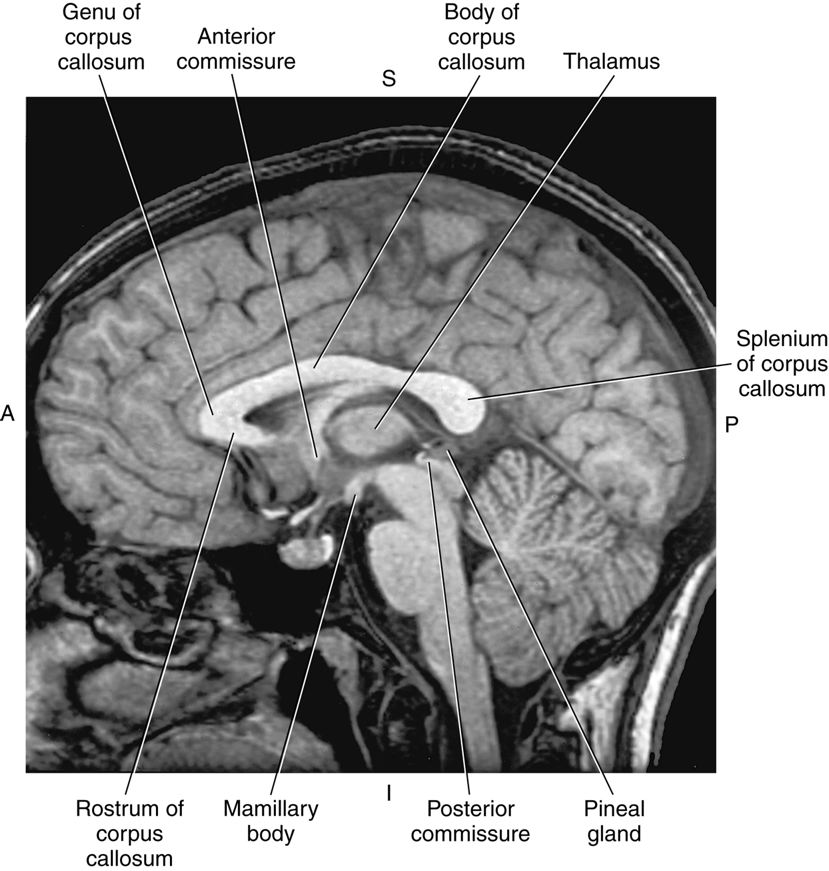 Genu of
corpus
callosum
Anterior
commissure
Body of
corpus
callosum
Thalamus
S
Splenium
of corpus
callosum
A
P
I
Rostrum of
corpus
callosum
Mamillary
body
Posterior
commissure
Pineal
gland